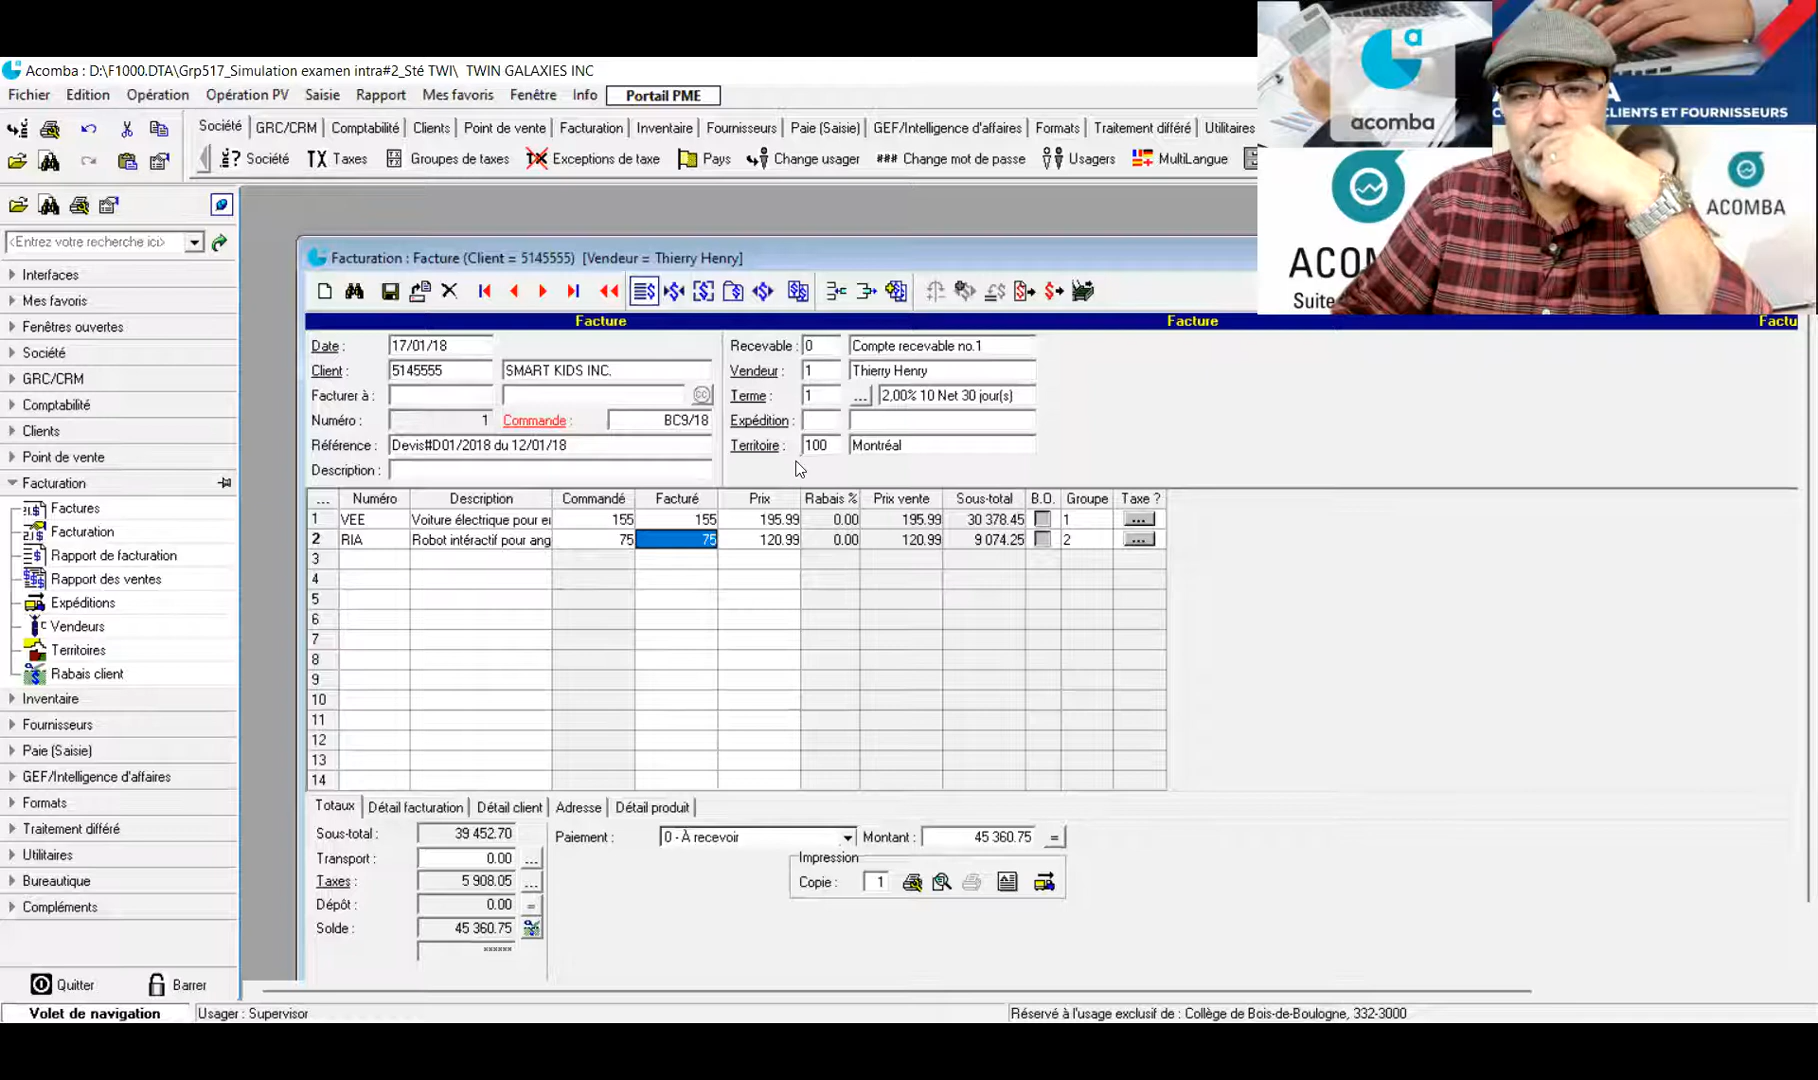 Acomba : D:\F1000.DTA\Grp517_Simulation examen intra#2_Sté TWI\ TWIN GALAXIES INC
Fichier Edition Opération Opération PV Saisie Rapport Mes favoris Fenêtre Info Portail PME
Société GRC/CRM Comptabilité Clients Point de vente Facturation Inventaire Fournisseurs Paie (Saisie) GEF/Intelligence d'affaires Formats Traitement différé Utilitaires
? Société TX Taxes Groupes de taxes TX Exceptions de taxe Pays Change usager ### Change mot de passe Usagers MultiLangue
a
acomba
A
CLIENTS ET FOURNISSEURS
ACOMBA
Suite
ACOMBA
<Entrez votre recherche ici>
Interfaces
Mes favoris
Fenêtres ouvertes
Société
GRC/CRM
Comptabilité
Clients
Point de vente
Facturation
Factures
Facturation
Rapport de facturation
Rapport des ventes
Expéditions
Vendeurs
Territoires
Rabais client
Inventaire
Fournisseurs
Paie (Saisie)
GEF/Intelligence d'affaires
Formats
Traitement différé
Utilitaires
Bureautique
Compléments
Quitter Barrer
Volet de navigation
Facturation : Facture (Client = 5145555) [Vendeur = Thierry Henry]
Facture Facture Factu
Date : 17/01/18 Recevable : 0 Compte recevable no.1
Client : 5145555 SMART KIDS INC. Vendeur : 1 Thierry Henry
Facturer à : Terme : 1 ... 2,00% 10 Net 30 jour(s)
Numéro : 1 Commande : BC9/18 Expédition :
Référence : Devis#D01/2018 du 12/01/18 Territoire : 100 Montréal
Description :
... Numéro Description Commandé Facturé Prix Rabais % Prix vente Sous-total B.O. Groupe Taxe ?
1 VEE Voiture électrique pour er 155 155 195.99 0.00 195.99 30 378.45 1 ...
2 RIA Robot intéractif pour ang 75 75 120.99 0.00 120.99 9 074.25 2 ...
3
4
5
6
7
8
9
10
11
12
13
14
Totaux Détail facturation Détail client Adresse Détail produit
Sous-total : 39 452.70 Paiement : 0 - À recevoir Montant : 45 360.75 =
Transport : 0.00 ... Impression
Taxes : 5 908.05 ... Copie : 1
Dépôt : 0.00 =
Solde : 45 360.75
******
Usager : Supervisor
Réservé à l'usage exclusif de : Collège de Bois-de-Boulogne, 332-3000